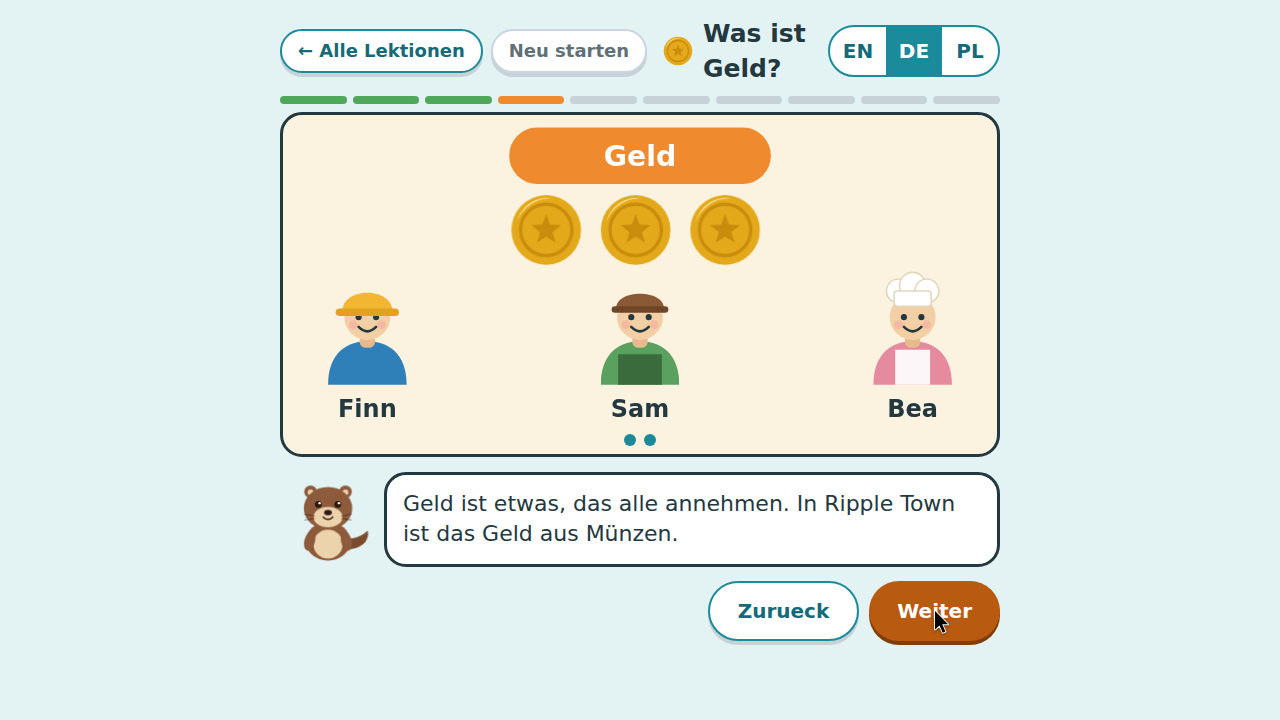 ← Alle Lektionen
Neu starten
Was ist
Geld?
EN DE PL
Geld
Finn Sam Bea
Geld ist etwas, das alle annehmen. In Ripple Town
ist das Geld aus Münzen.
Zurueck
Weiter